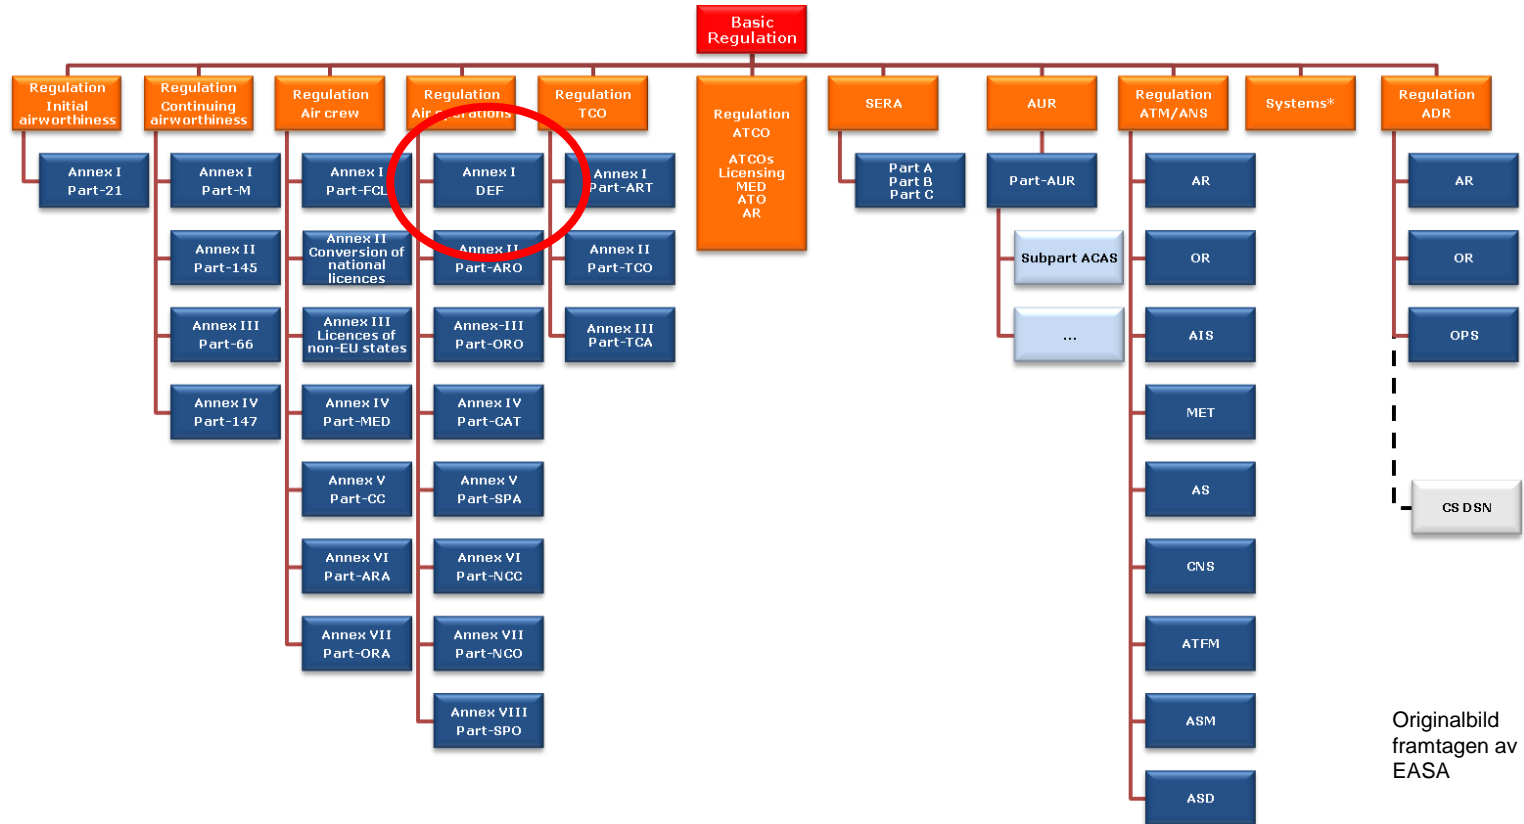 Basic
Regulation
Regulation
Initial
airworthiness
Regulation
Continuing
airworthiness
Regulation
Air crew
Regulation
Air operations
Regulation
TCO
Regulation
ATCO
ATCOs
Licensing
MED
ATO
AR
SERA
AUR
Regulation
ATM/ANS
Systems*
Regulation
ADR
Annex I
Part-21
Annex I
Part-M
Annex II
Part-145
Annex III
Part-66
Annex IV
Part-147
Annex I
Part-FCL
Annex II
Conversion of
national
licences
Annex III
Licences of
non-EU states
Annex IV
Part-MED
Annex V
Part-CC
Annex VI
Part-ARA
Annex VII
Part-ORA
Annex I
DEF
Annex II
Part-ARO
Annex-III
Part-ORO
Annex IV
Part-CAT
Annex V
Part-SPA
Annex VI
Part-NCC
Annex VII
Part-NCO
Annex VIII
Part-SPO
Annex I
Part-ART
Annex II
Part-TCO
Annex III
Part-TCA
Part A
Part B
Part C
Part-AUR
Subpart ACAS
...
AR
OR
AIS
MET
AS
CNS
ATFM
ASM
ASD
AR
OR
OPS
CS DSN
Originalbild
framtagen av
EASA